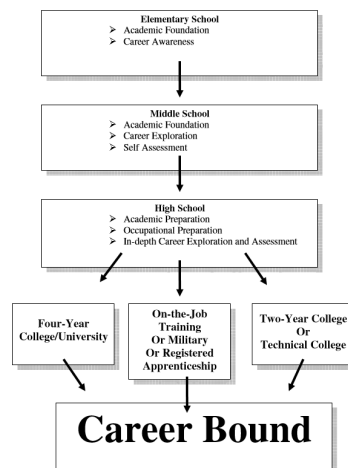 Elementary School
➢ Academic Foundation
➢ Career Awareness
Middle School
➢ Academic Foundation
➢ Career Exploration
➢ Self Assessment
High School
➢ Academic Preparation
➢ Occupational Preparation
➢ In-depth Career Exploration and Assessment
Four-Year
College/University
On-the-Job
Training
Or Military
Or Registered
Apprenticeship
Two-Year College
Or
Technical College
Career Bound